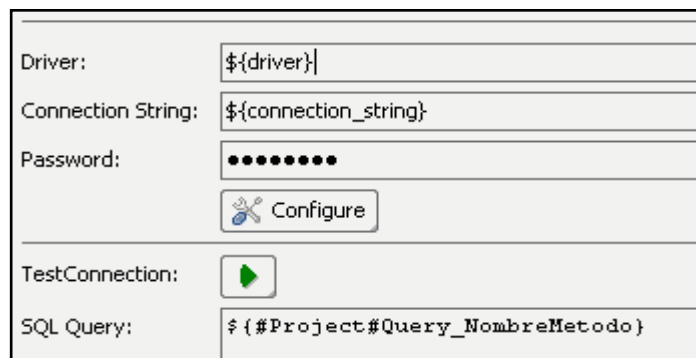 Driver: ${driver}
Connection String: ${connection_string}
Password: ●●●●●●●●
Configure
TestConnection:
SQL Query: ${#Project#Query_NombreMetodo}